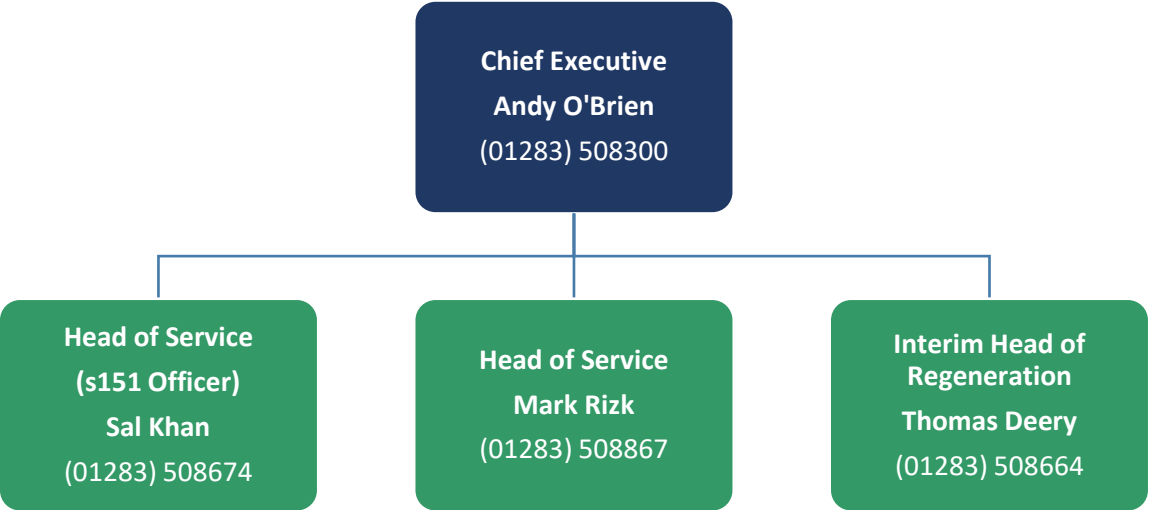 Chief Executive
Andy O'Brien
(01283) 508300
Head of Service
(s151 Officer)
Sal Khan
(01283) 508674
Head of Service
Mark Rizk
(01283) 508867
Interim Head of
Regeneration
Thomas Deery
(01283) 508664